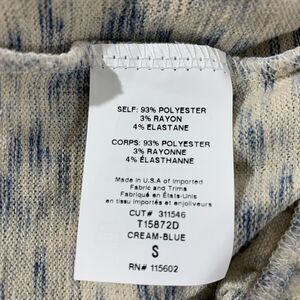 SELF: 93% POLYESTER
3% RAYON
4% ELASTANE
CORPS: 93% POLYESTER
3% RAYONNE
4% ÉLASTHANNE
Made in U.S.A of Imported
Fabric and Trims
Fabriqué en États-Unis
en tissu importés et enjoliveurs
CUT# 311546
T15872D
CREAM-BLUE
S
RN# 115602